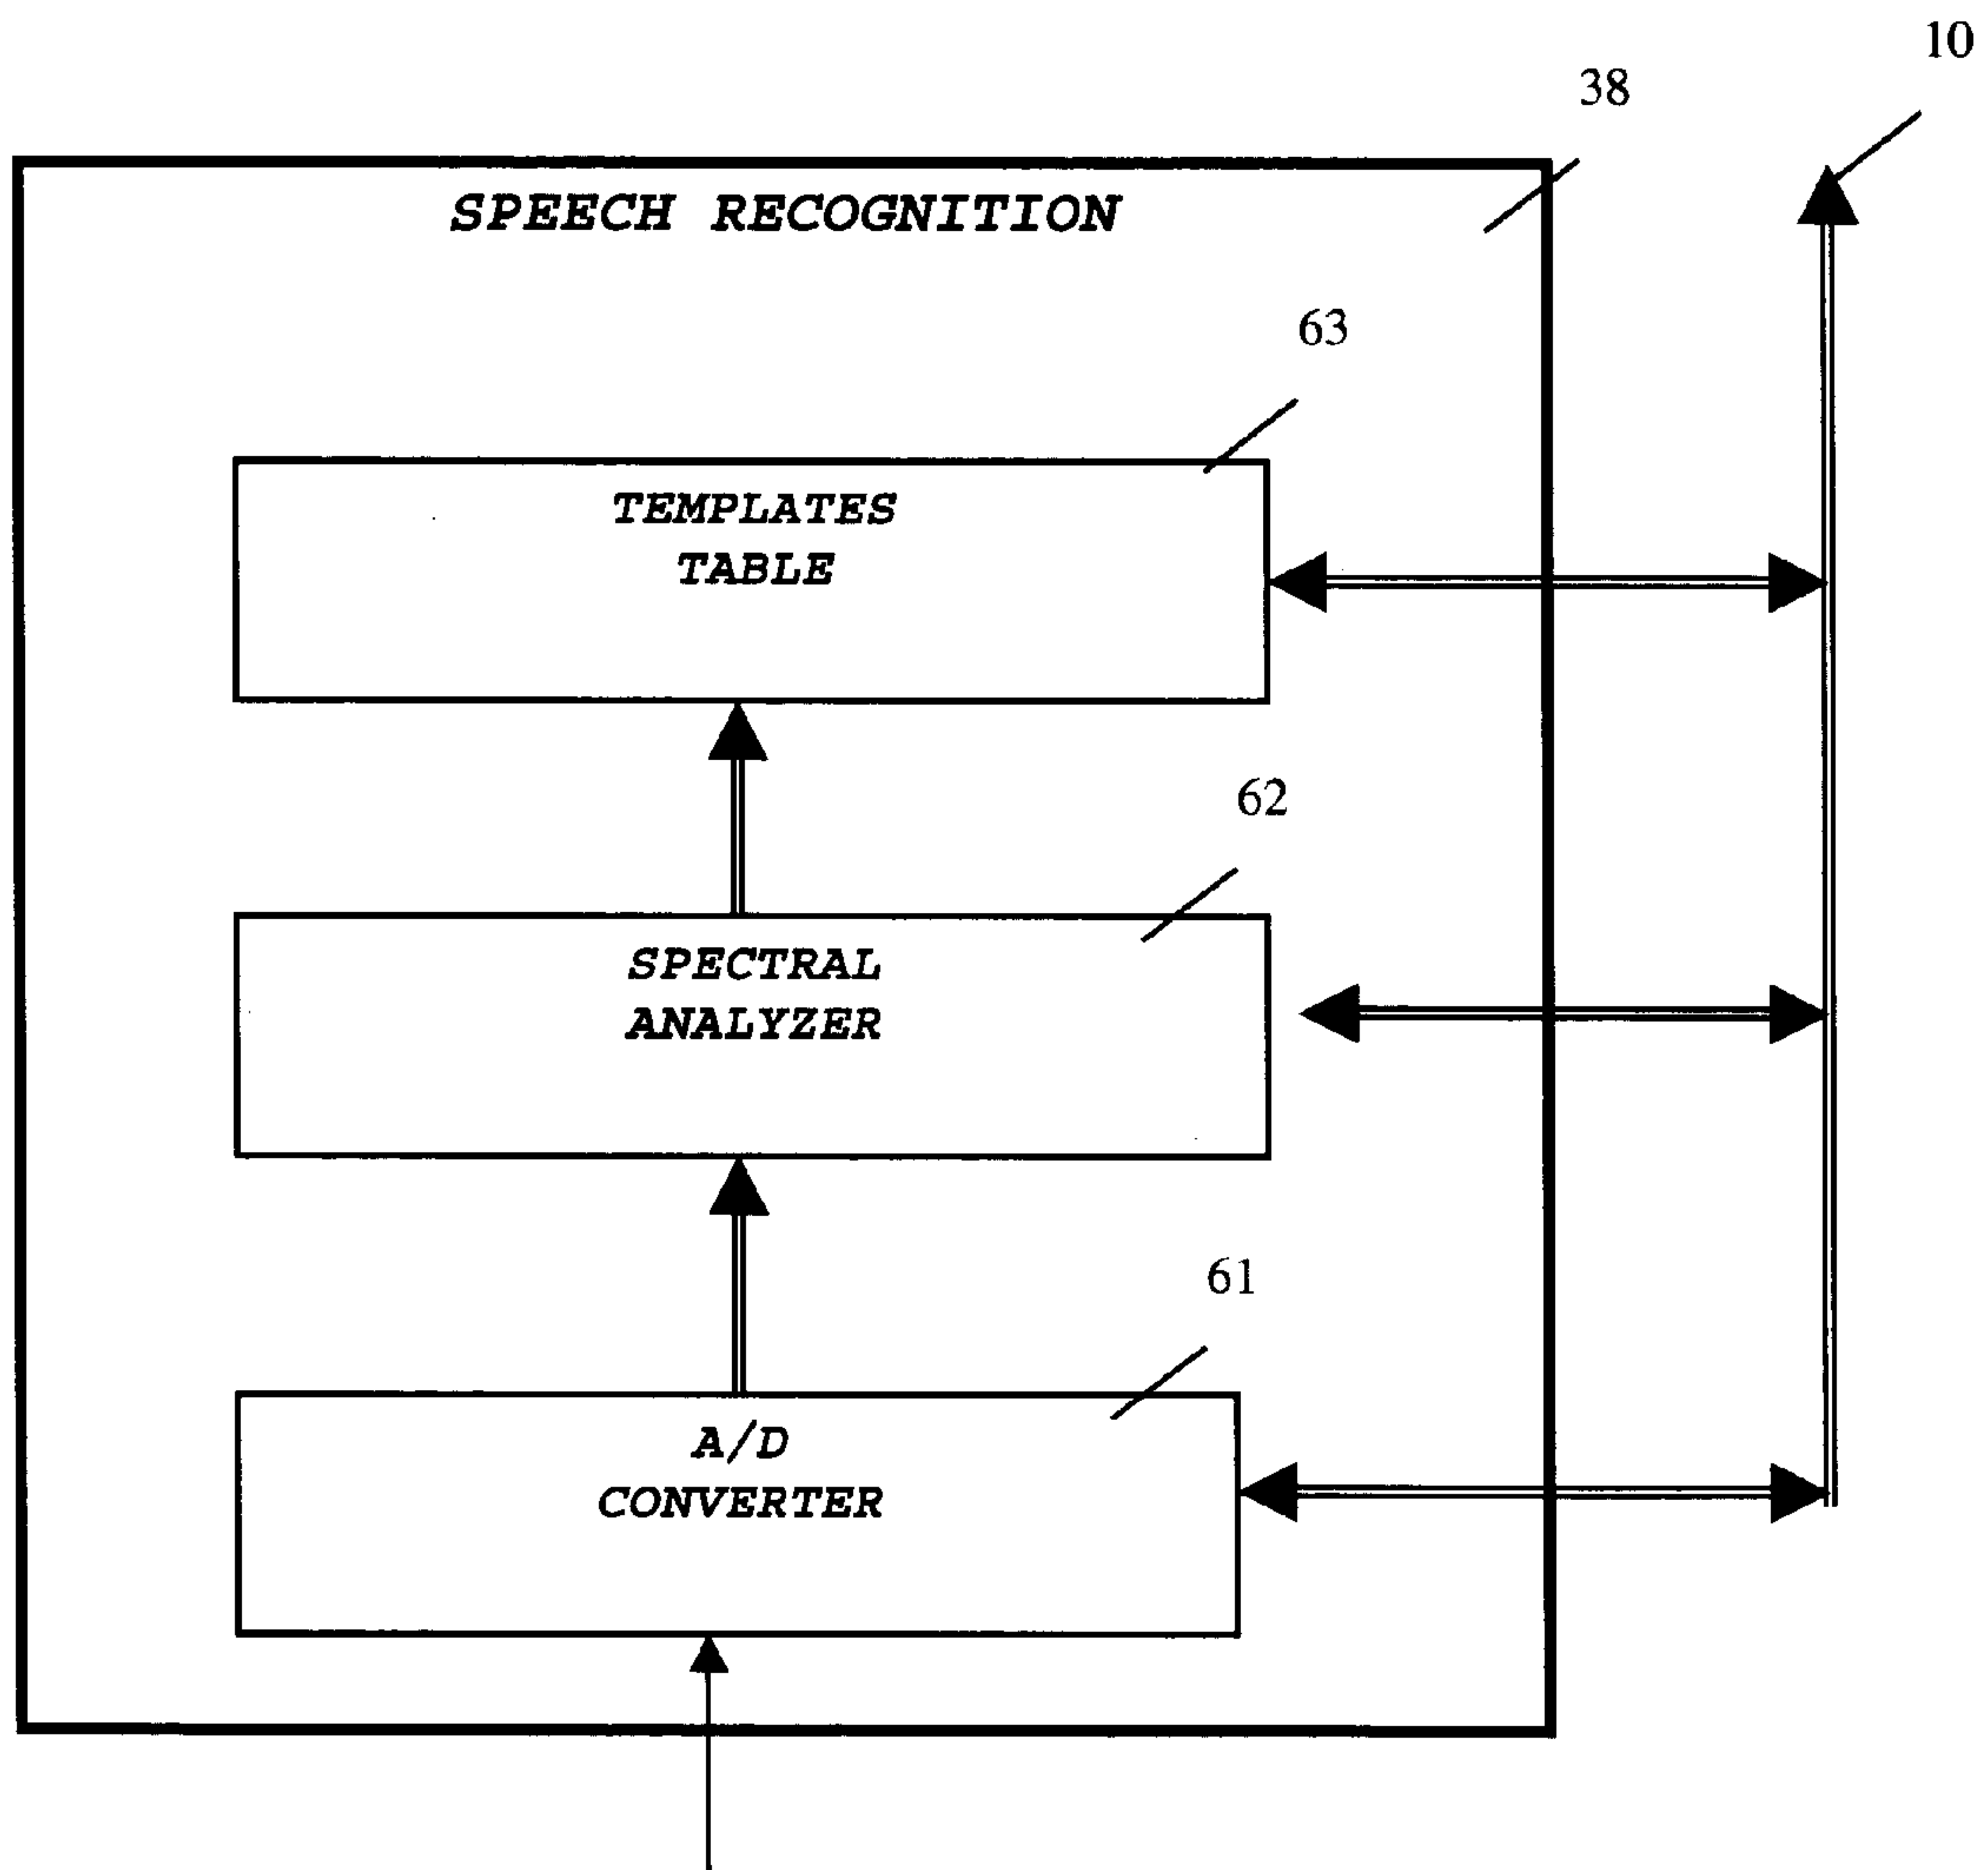 10
38
SPEECH RECOGNITION
63
TEMPLATES
TABLE
62
SPECTRAL
ANALYZER
61
A/D
CONVERTER